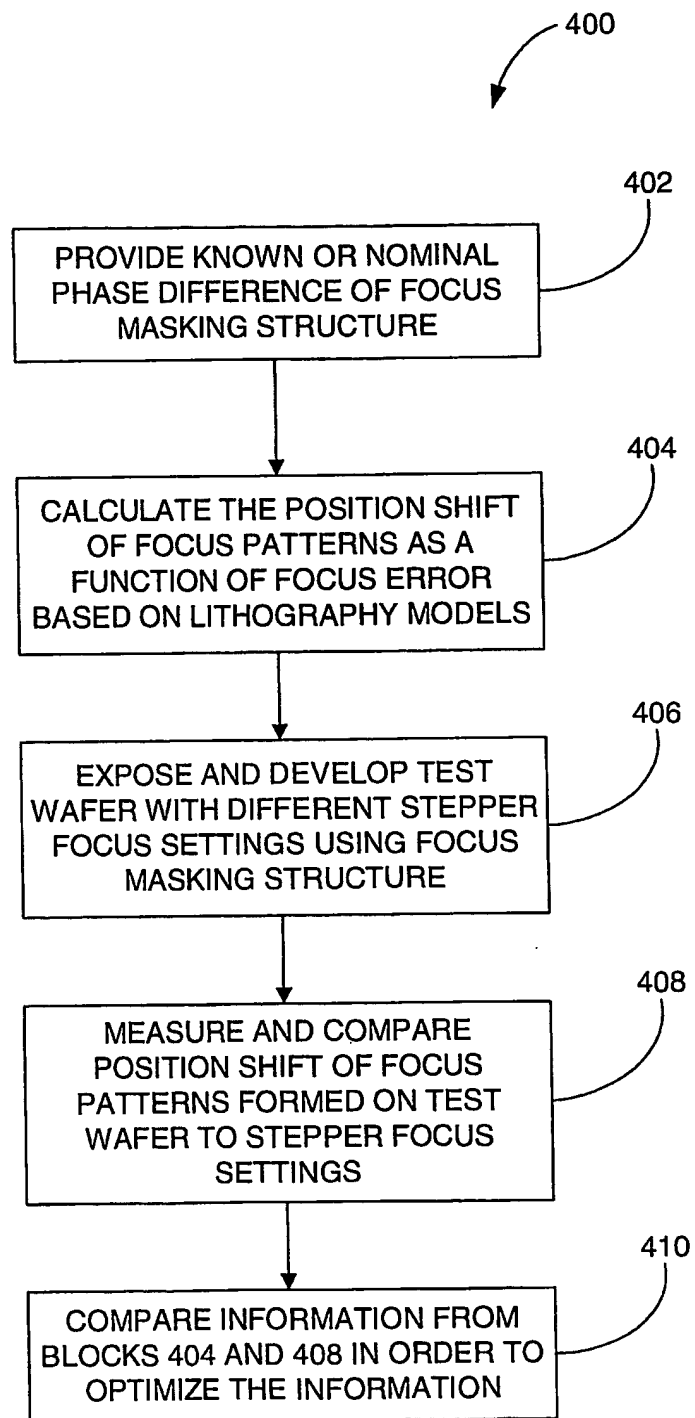 400
402
PROVIDE KNOWN OR NOMINAL
PHASE DIFFERENCE OF FOCUS
MASKING STRUCTURE
404
CALCULATE THE POSITION SHIFT
OF FOCUS PATTERNS AS A
FUNCTION OF FOCUS ERROR
BASED ON LITHOGRAPHY MODELS
406
EXPOSE AND DEVELOP TEST
WAFER WITH DIFFERENT STEPPER
FOCUS SETTINGS USING FOCUS
MASKING STRUCTURE
408
MEASURE AND COMPARE
POSITION SHIFT OF FOCUS
PATTERNS FORMED ON TEST
WAFER TO STEPPER FOCUS
SETTINGS
410
COMPARE INFORMATION FROM
BLOCKS 404 AND 408 IN ORDER TO
OPTIMIZE THE INFORMATION